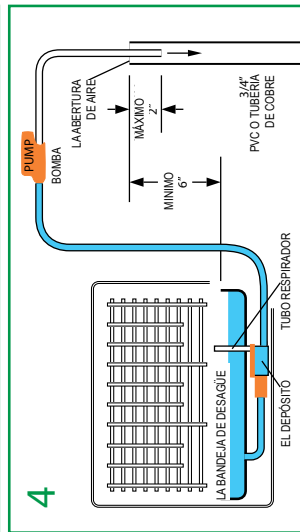 4
PUMP
BOMBA
LA ABERTURA
DE AIRE
MÁXIMO
2"
MINIMO
6"
3/4"
PVC O TUBERÍA
DE COBRE
LA BANDEJA DE DESAGÜE
TUBO RESPIRADOR
EL DEPÓSITO